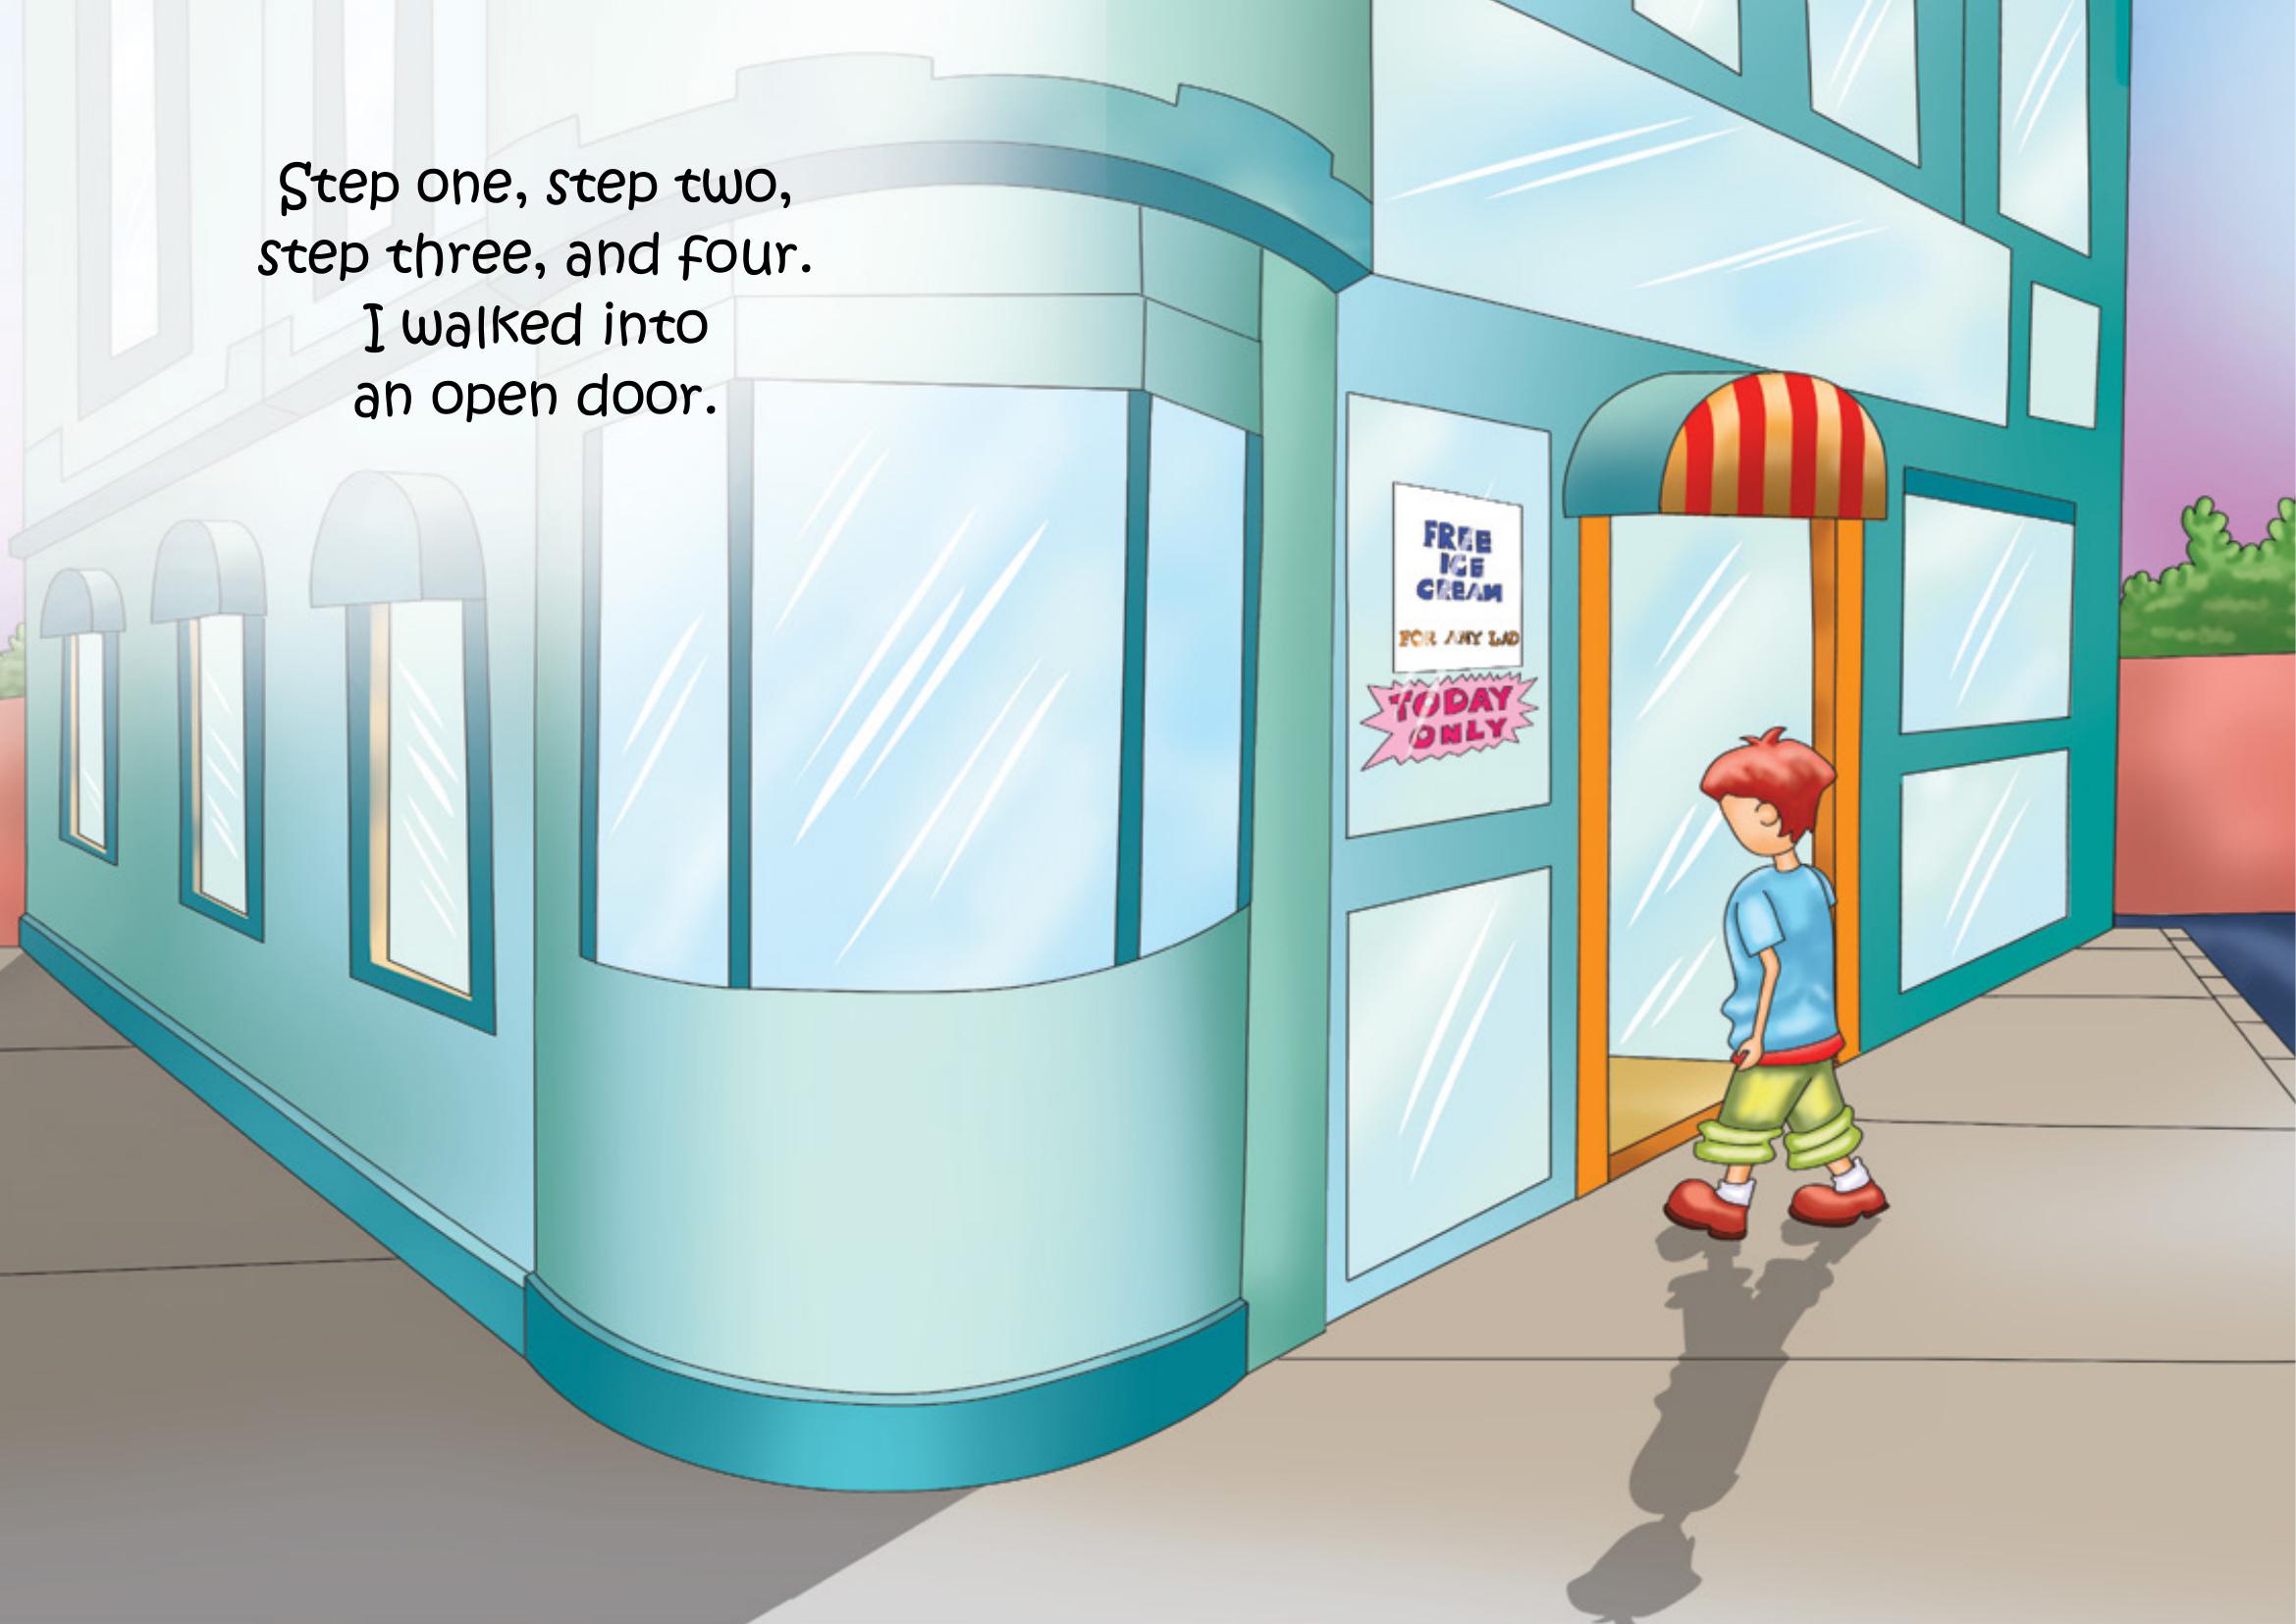 Step one, step two,
step three, and four.
I walked into
an open door.
FREE
ICE
CREAM
FOR ANY LAD
TODAY
ONLY